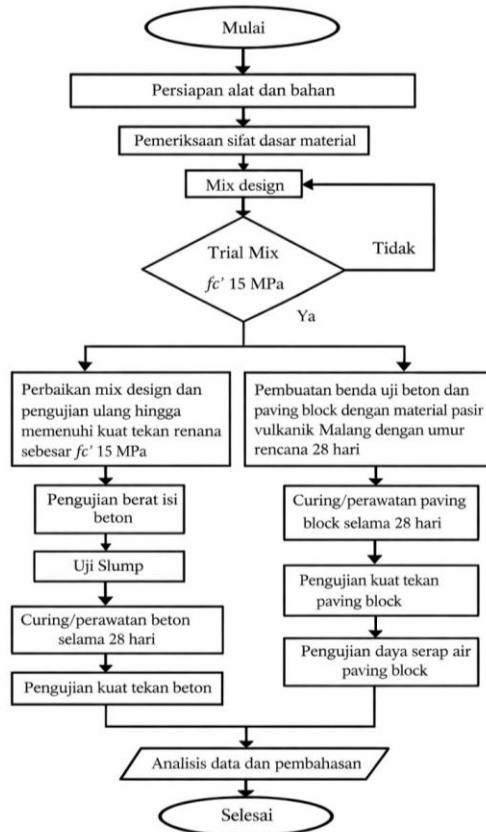 Mulai
Persiapan alat dan bahan
Pemeriksaan sifat dasar material
Mix design
Trial Mix
fc' 15 MPa
Tidak
Ya
Perbaikan mix design dan
pengujian ulang hingga
memenuhi kuat tekan renana
sebesar fc' 15 MPa
Pengujian berat isi
beton
Uji Slump
Curing/perawatan beton
selama 28 hari
Pengujian kuat tekan beton
Pembuatan benda uji beton dan
paving block dengan material pasir
vulkanik Malang dengan umur
rencana 28 hari
Curing/perawatan paving
block selama 28 hari
Pengujian kuat tekan
paving block
Pengujian daya serap air
paving block
Analisis data dan pembahasan
Selesai